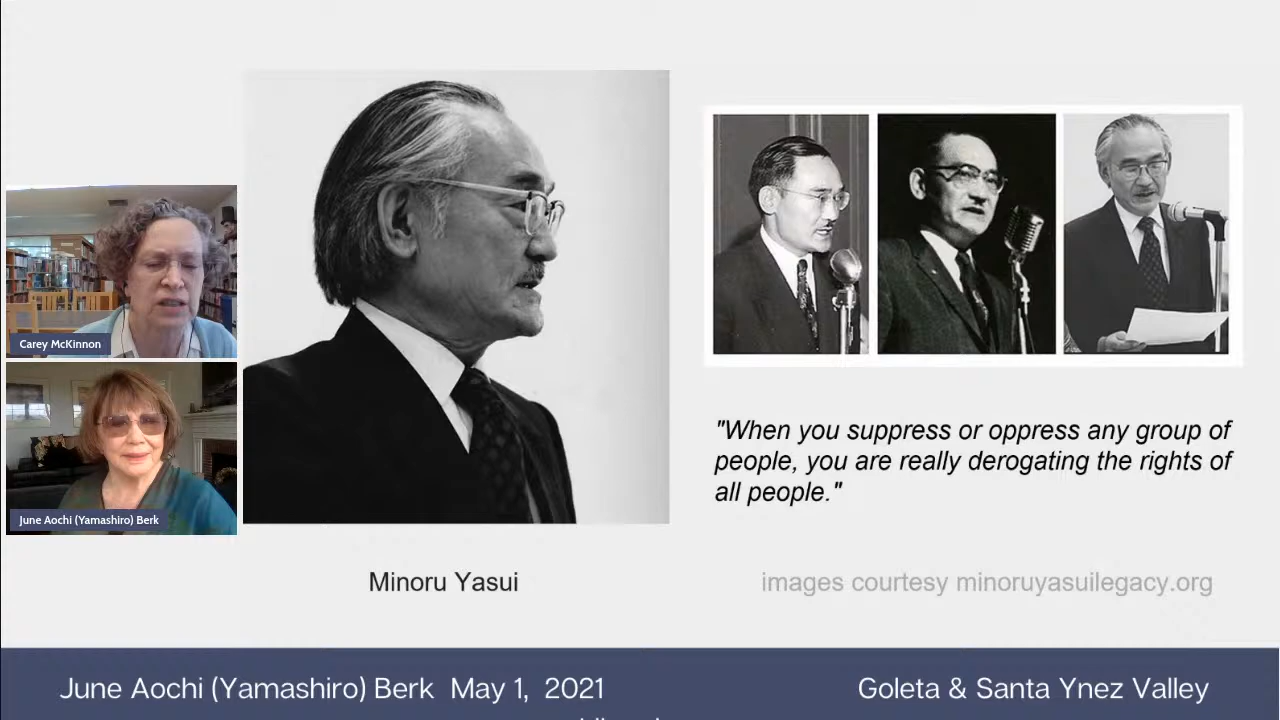 Carey McKinnon
June Aochi (Yamashiro) Berk
"When you suppress or oppress any group of
people, you are really derogating the rights of
all people."
Minoru Yasui
images courtesy minoruyasuilegacy.org
June Aochi (Yamashiro) Berk May 1, 2021
Goleta & Santa Ynez Valley